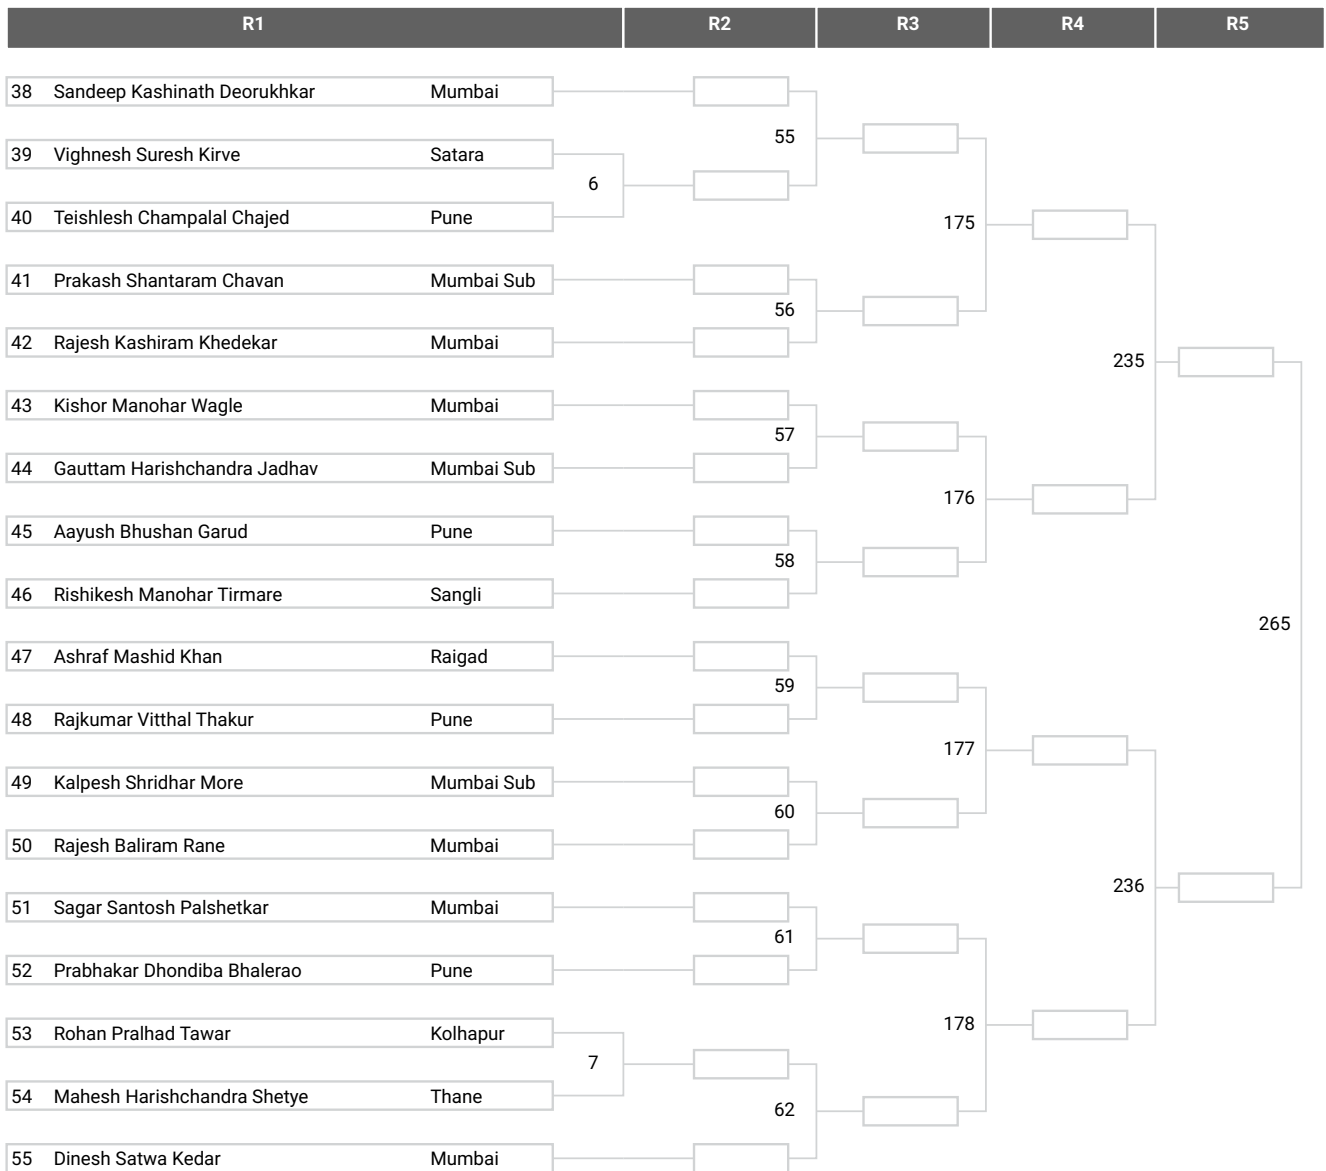 R1 R2 R3 R4 R5
38 Sandeep Kashinath Deorukhkar Mumbai
55
39 Vighnesh Suresh Kirve Satara
6
40 Teishlesh Champalal Chajed Pune
175
41 Prakash Shantaram Chavan Mumbai Sub
56
42 Rajesh Kashiram Khedekar Mumbai
235
43 Kishor Manohar Wagle Mumbai
57
44 Gauttam Harishchandra Jadhav Mumbai Sub
176
45 Aayush Bhushan Garud Pune
58
46 Rishikesh Manohar Tirmare Sangli
265
47 Ashraf Mashid Khan Raigad
59
48 Rajkumar Vitthal Thakur Pune
177
49 Kalpesh Shridhar More Mumbai Sub
60
50 Rajesh Baliram Rane Mumbai
236
51 Sagar Santosh Palshetkar Mumbai
61
52 Prabhakar Dhondiba Bhalerao Pune
178
53 Rohan Pralhad Tawar Kolhapur
7
54 Mahesh Harishchandra Shetye Thane
62
55 Dinesh Satwa Kedar Mumbai